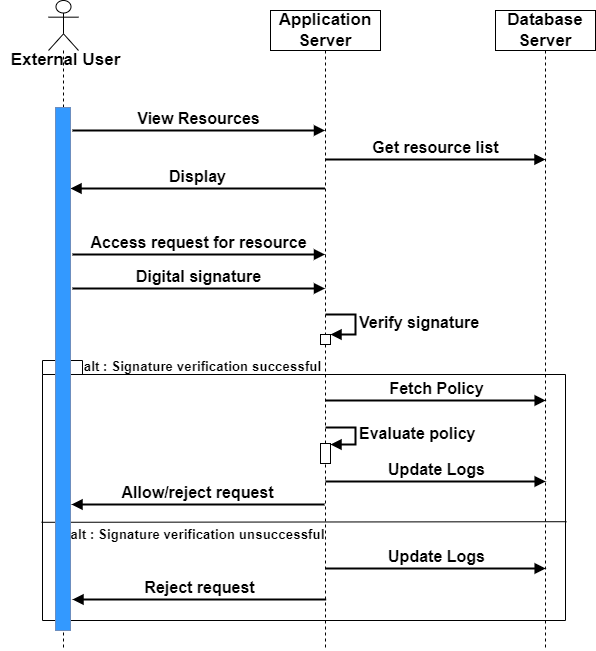 External User
Application
Server
Database
Server
View Resources
Get resource list
Display
Access request for resource
Digital signature
Verify signature
alt : Signature verification successful
Fetch Policy
Evaluate policy
Update Logs
Allow/reject request
alt : Signature verification unsuccessful
Update Logs
Reject request